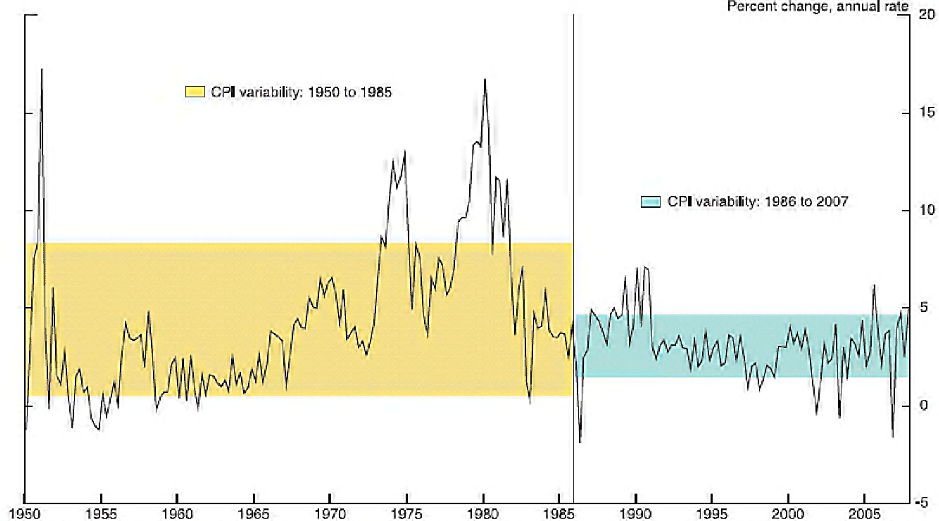 Percent change, annual rate
20
CPI variability: 1950 to 1985
15
CPI variability: 1986 to 2007
10
5
0
-5
1950 1955 1960 1965 1970 1975 1980 1985 1990 1995 2000 2005